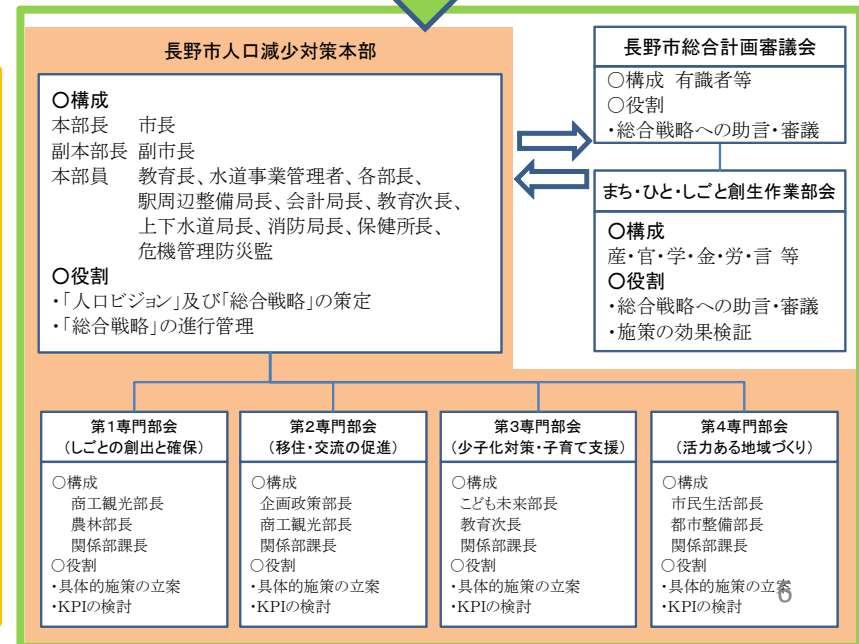 長野市人口減少対策本部
○構成
本部長 市長
副本部長 副市長
本部員 教育長、水道事業管理者、各部長、
駅周辺整備局長、会計局長、教育次長、
上下水道局長、消防局長、保健所長、
危機管理防災監
○役割
・「人口ビジョン」及び「総合戦略」の策定
・「総合戦略」の進行管理
長野市総合計画審議会
○構成 有識者等
○役割
・総合戦略への助言・審議
まち・ひと・しごと創生作業部会
○構成
産・官・学・金・労・言 等
○役割
・総合戦略への助言・審議
・施策の効果検証
第1専門部会
(しごとの創出と確保)
○構成
商工観光部長
農林部長
関係部課長
○役割
・具体的施策の立案
・KPIの検討
第2専門部会
(移住・交流の促進)
○構成
企画政策部長
商工観光部長
関係部課長
○役割
・具体的施策の立案
・KPIの検討
第3専門部会
(少子化対策・子育て支援)
○構成
こども未来部長
教育次長
関係部課長
○役割
・具体的施策の立案
・KPIの検討
第4専門部会
(活力ある地域づくり)
○構成
市民生活部長
都市整備部長
関係部課長
○役割
・具体的施策の立案
・KPIの検討
6